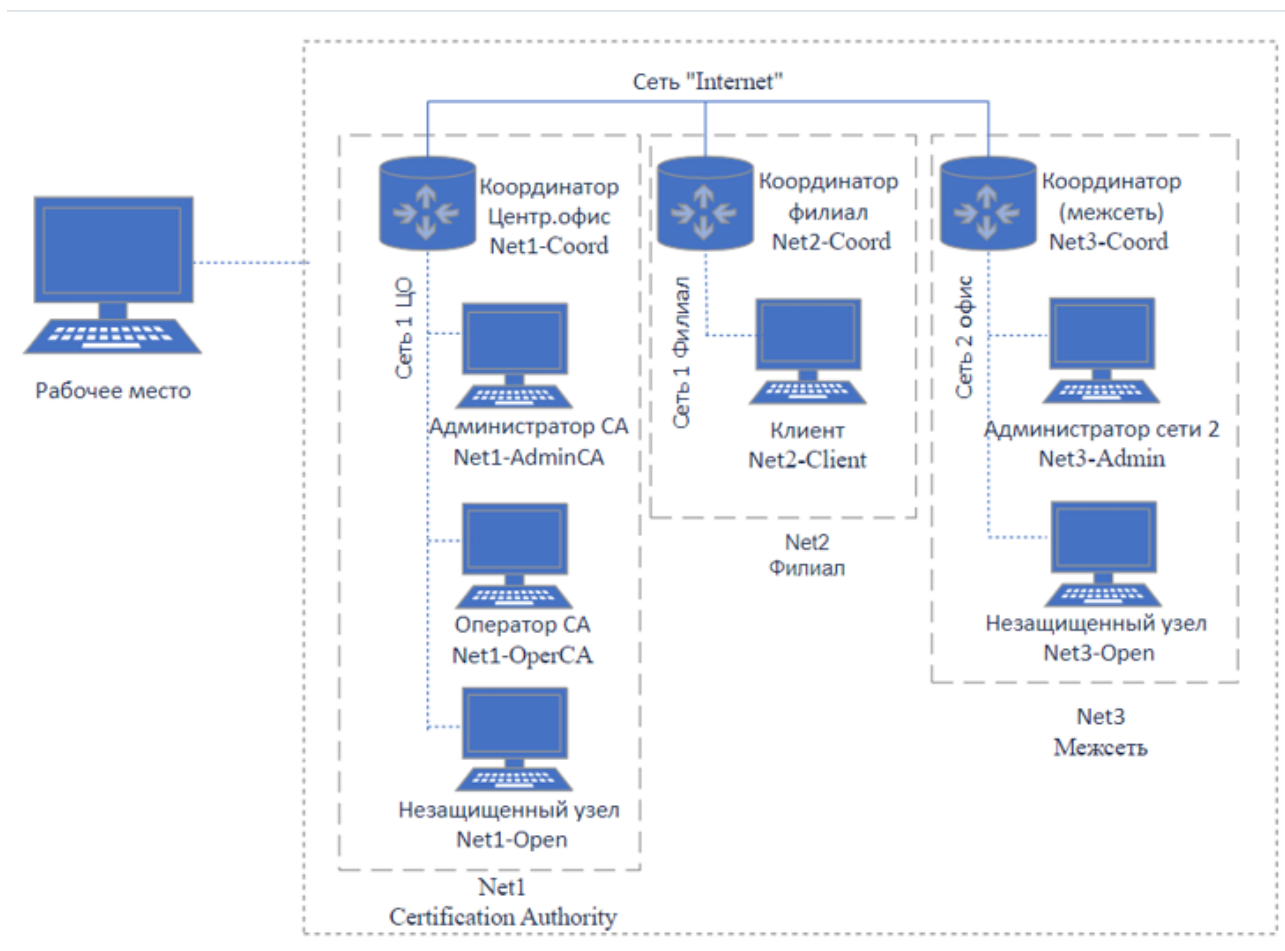 Сеть "Internet"
Координатор
Центр.офис
Net1-Coord
Координатор
филиал
Net2-Coord
Координатор
(межсеть)
Net3-Coord
Рабочее место
Сеть 1 ЦО
Администратор CA
Net1-AdminCA
Оператор CA
Net1-OperCA
Незащищенный узел
Net1-Open
Net1
Certification Authority
Сеть 1 Филиал
Клиент
Net2-Client
Net2
Филиал
Сеть 2 офис
Администратор сети 2
Net3-Admin
Незащищенный узел
Net3-Open
Net3
Межсеть